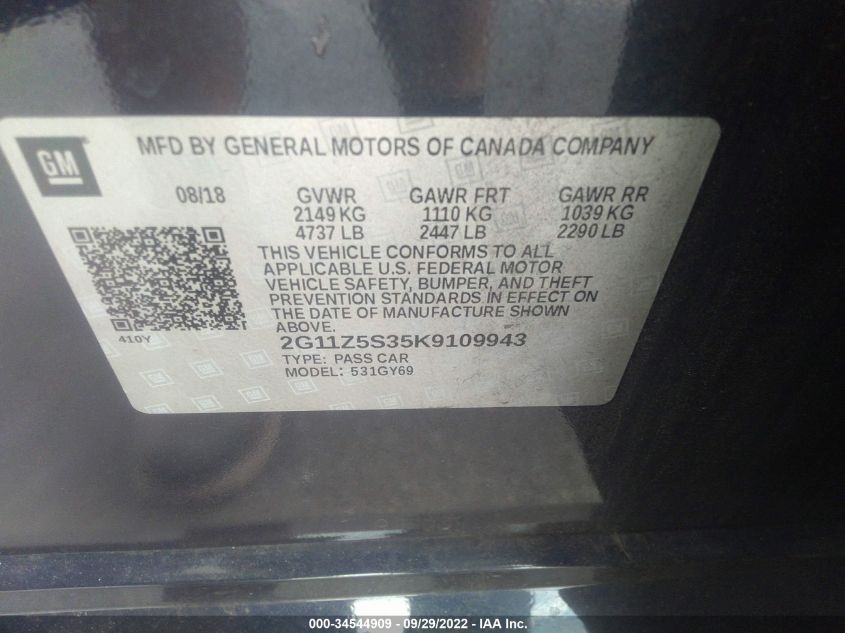 GM
MFD BY GENERAL MOTORS OF CANADA COMPANY
08/18 GVWR GAWR FRT GAWR RR
2149 KG 1110 KG 1039 KG
4737 LB 2447 LB 2290 LB
THIS VEHICLE CONFORMS TO ALL
APPLICABLE U.S. FEDERAL MOTOR
VEHICLE SAFETY, BUMPER, AND THEFT
PREVENTION STANDARDS IN EFFECT ON
THE DATE OF MANUFACTURE SHOWN
ABOVE.
410Y
2G11Z5S35K9109943
TYPE: PASS CAR
MODEL: 531GY69
000-34544909 - 09/29/2022 - IAA Inc.